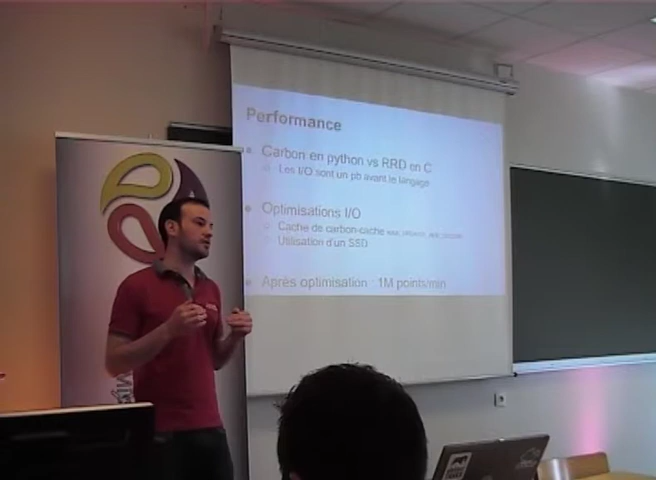 Performance
Carbon en python vs RRD en C
Les I/O sont un pb avant le langage
Optimisations I/O
Cache de carbon-cache
Utilisation d'un SSD
Après optimisation : 1M points/min